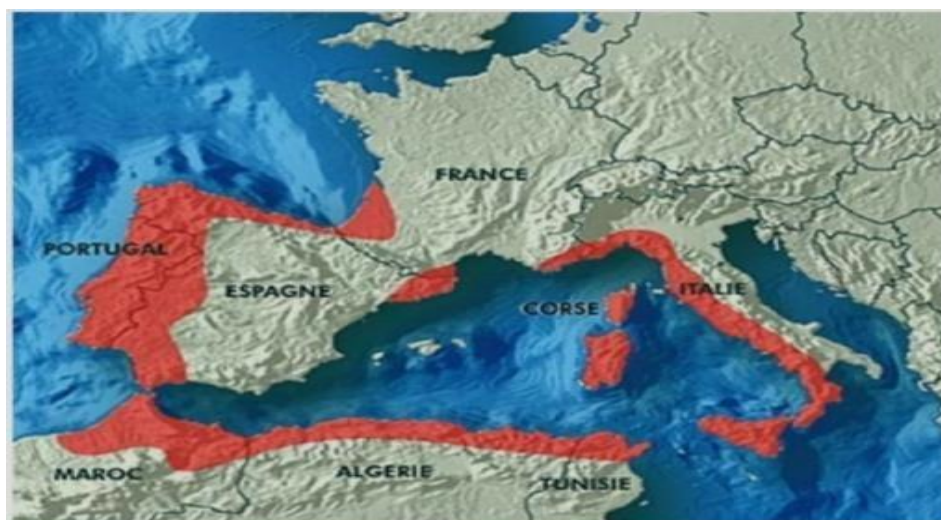 FRANCE
PORTUGAL
ESPAGNE
CORSE
ITALIE
MAROC
ALGERIE
TUNISIE